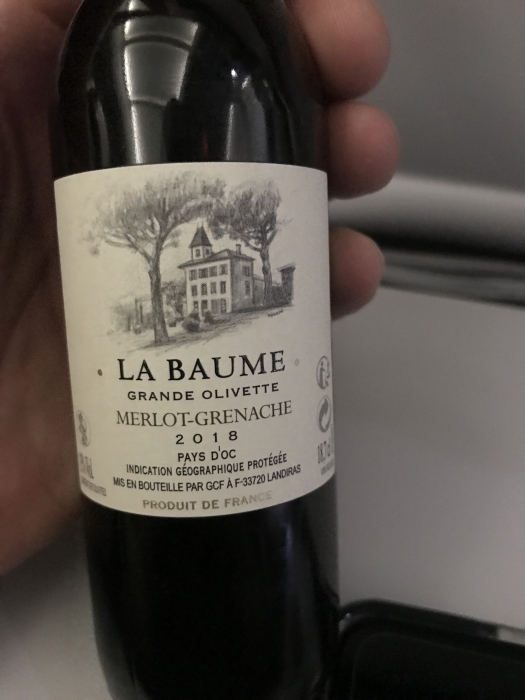 LA BAUME
GRANDE OLIVETTE
MERLOT-GRENACHE
2018
PAYS D'OC
INDICATION GÉOGRAPHIQUE PROTÉGÉE
MIS EN BOUTEILLE PAR GCF À F-33720 LANDIRAS
PRODUIT DE FRANCE